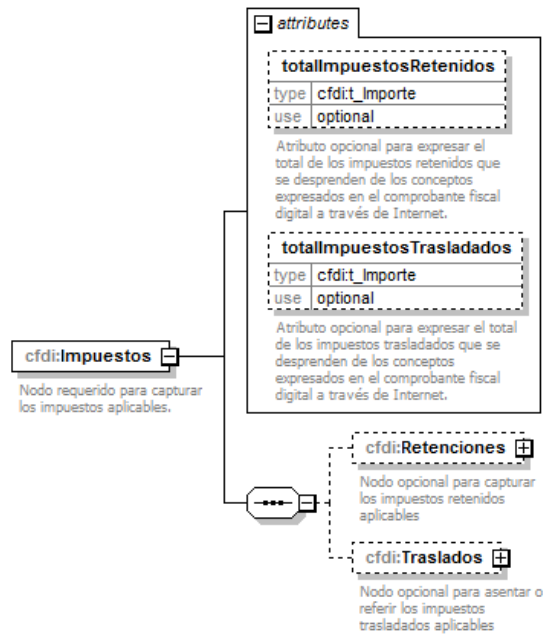 attributes
totalImpuestosRetenidos
type cfdi:t_Importe
use optional
Atributo opcional para expresar el
total de los impuestos retenidos que
se desprenden de los conceptos
expresados en el comprobante fiscal
digital a través de Internet.
totalImpuestosTrasladados
type cfdi:t_Importe
use optional
Atributo opcional para expresar el total
de los impuestos trasladados que se
desprenden de los conceptos
expresados en el comprobante fiscal
digital a través de Internet.
cfdi:Impuestos
Nodo requerido para capturar
los impuestos aplicables.
cfdi:Retenciones
Nodo opcional para capturar
los impuestos retenidos
aplicables
cfdi:Traslados
Nodo opcional para asentar o
referir los impuestos
trasladados aplicables